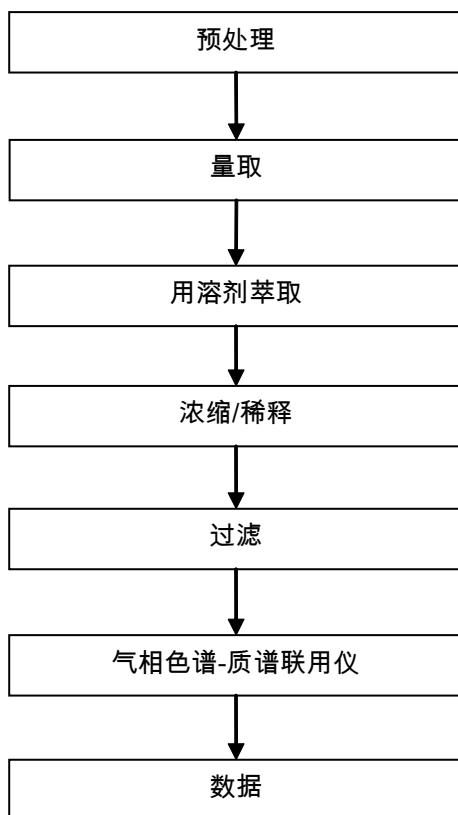 预处理
量取
用溶剂萃取
浓缩/稀释
过滤
气相色谱-质谱联用仪
数据